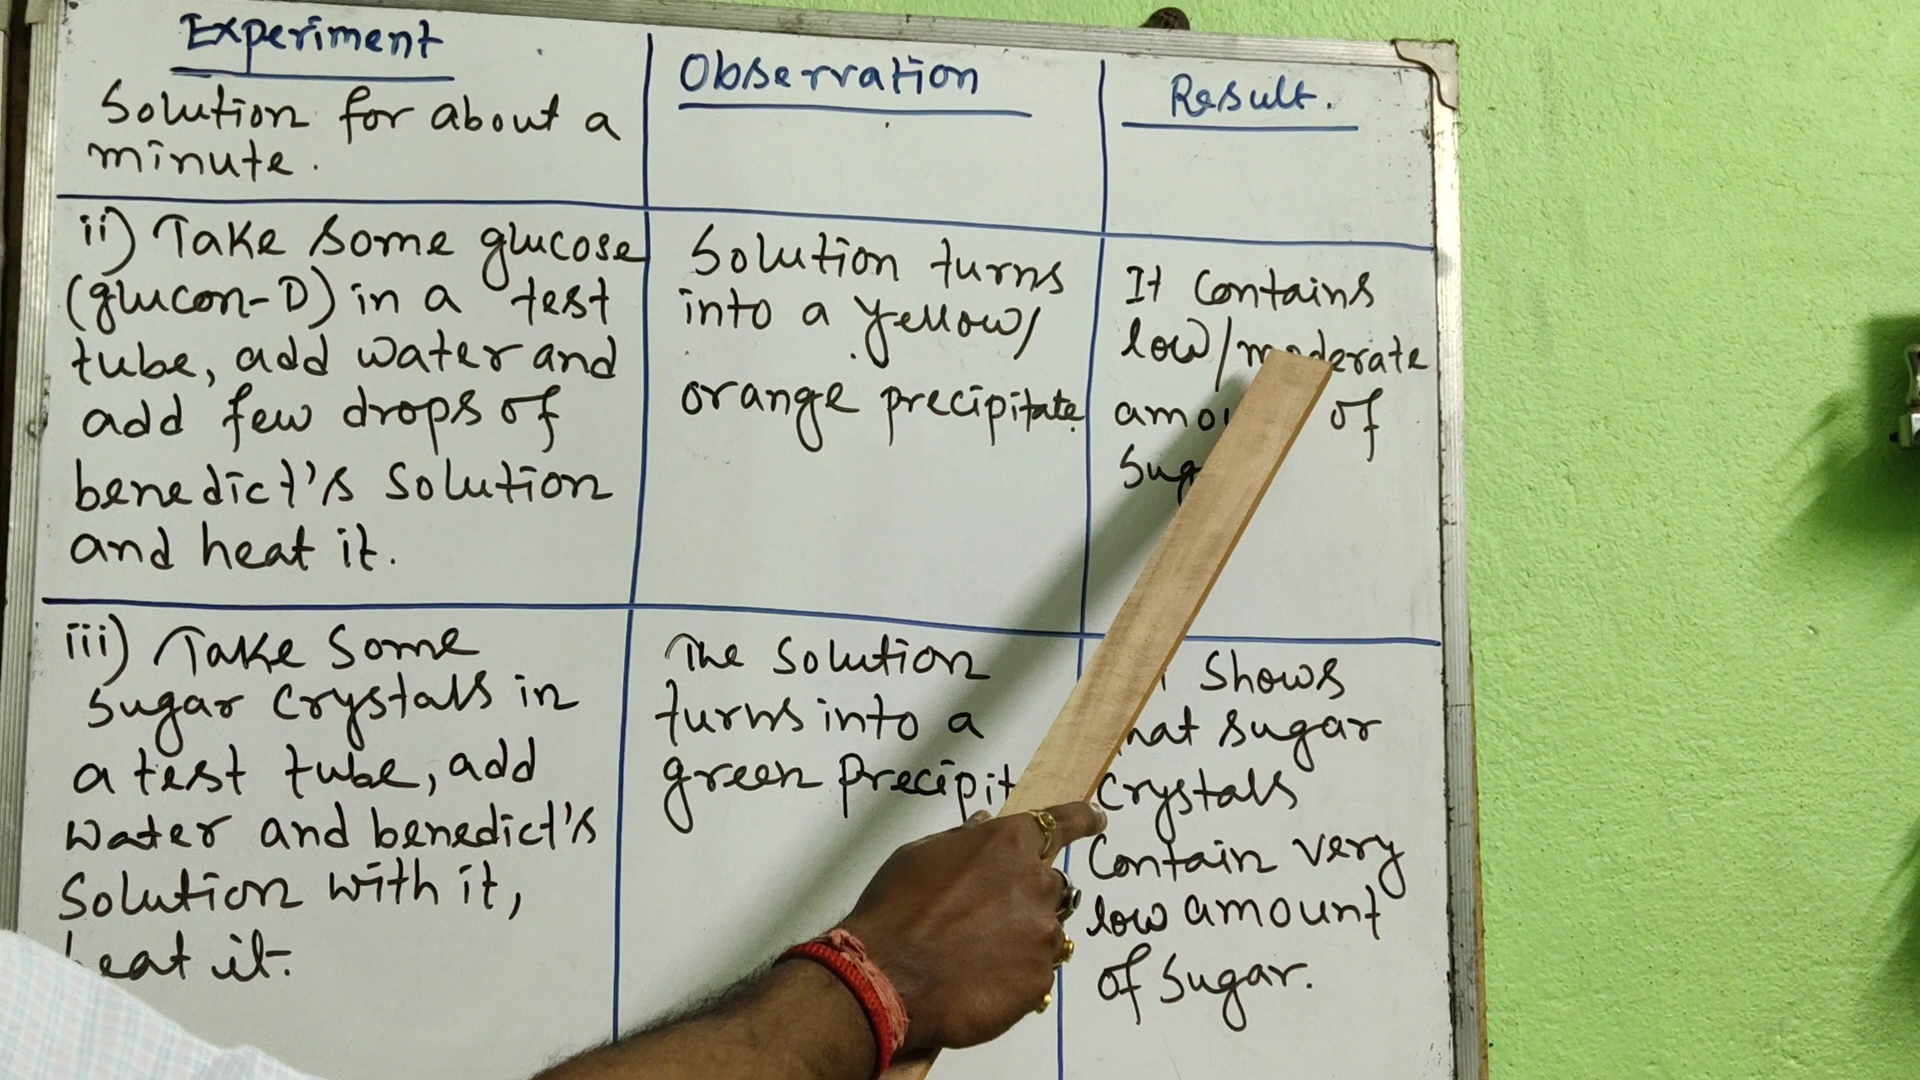 Experiment
Solution for about a
minute.
Observation
Result.
ii) Take some glucose
(glucon-D) in a test
tube, add water and
add few drops of
benedict's solution
and heat it.
Solution turns
into a yellow/
orange precipitate.
It contains
low/moderate
of
iii) Take some
sugar crystals in
a test tube, add
water and benedict's
solution with it,
heat it.
The solution
turns into a
green
shows
sugar
crystals
contain very
low amount
of sugar.